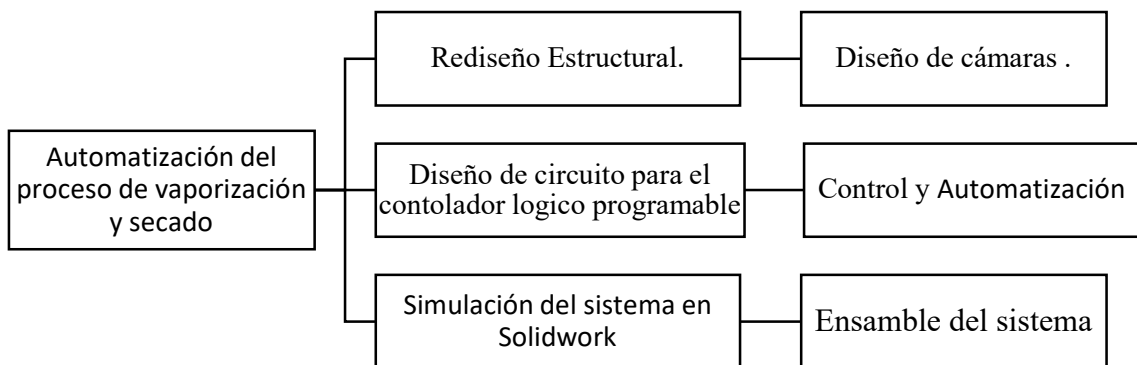 Automatización del
proceso de vaporización
y secado
Rediseño Estructural.
Diseño de cámaras .
Diseño de circuito para el
contolador logico programable
Control y Automatización
Simulación del sistema en
Solidwork
Ensamble del sistema